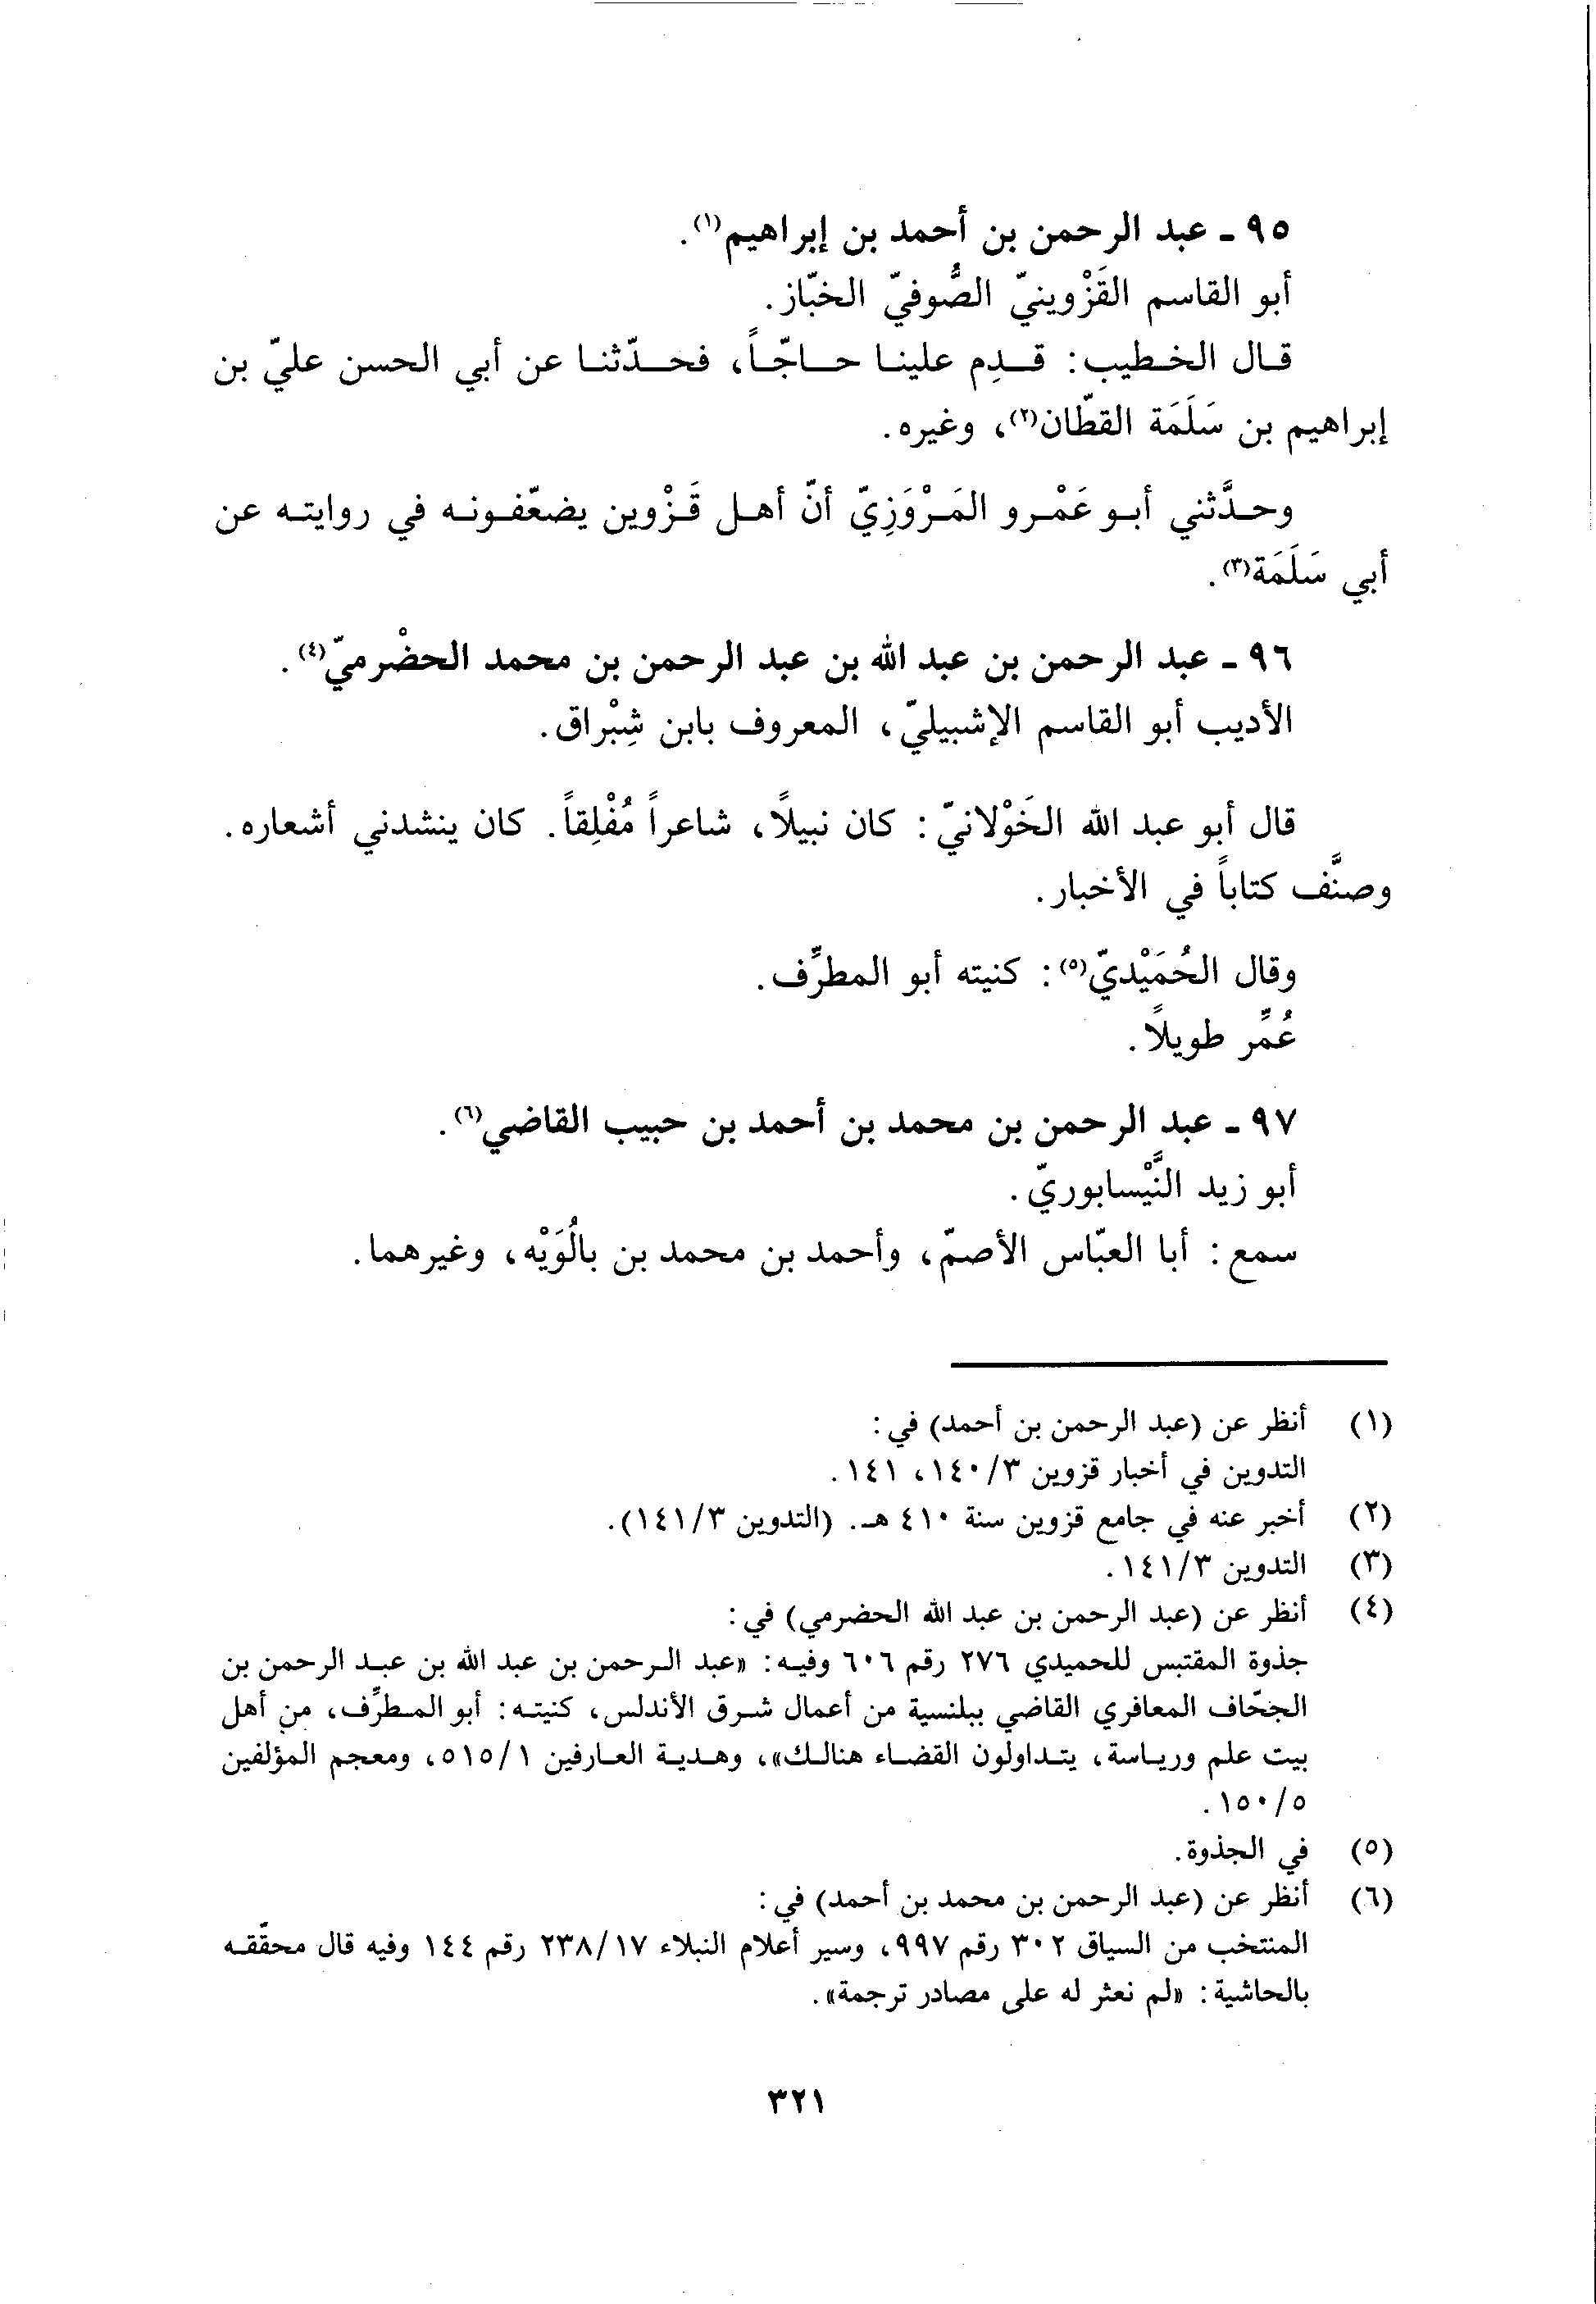 ٩٥ ـ عبد الرحمن بن أحمد بن إبراهيم(١).
أبو القاسم القَزْوينيّ الصُّوفيّ الخبّاز.
قال الخطيب: قدِم علينا حاجّاً، فحدّثنا عن أبي الحسن عليّ بن
إبراهيم بن سَلَمَة القطّان(٢)، وغيره.
وحدَّثني أبو عَمْرو المَرْوَزِيّ أنّ أهل قَزْوين يضعّفونه في روايته عن
أبي سَلَمَة(٣).
٩٦ ـ عبد الرحمن بن عبد الله بن عبد الرحمن بن محمد الحضْرميّ(٤).
الأديب أبو القاسم الإشبيليّ، المعروف بابن شِبْراق.
قال أبو عبد الله الخَوْلانيّ: كان نبيلاً، شاعراً مُفْلِقاً. كان ينشدني أشعاره.
وصنَّف كتاباً في الأخبار.
وقال الحُمَيْديّ(٥): كنيته أبو المطرِّف.
عُمِّر طويلاً.
٩٧ ـ عبد الرحمن بن محمد بن أحمد بن حبيب القاضي(٦).
أبو زيد النَّيْسابوريّ.
سمع: أبا العبّاس الأصمّ، وأحمد بن محمد بن بالُوَيْه، وغيرهما.
(١) أنظر عن (عبد الرحمن بن أحمد) في:
التدوين في أخبار قزوين ٣/١٤٠، ١٤١.
(٢) أخبر عنه في جامع قزوين سنة ٤١٠ هـ. (التدوين ٣/١٤١).
(٣) التدوين ٣/١٤١.
(٤) أنظر عن (عبد الرحمن بن عبد الله الحضرمي) في:
جذوة المقتبس للحميدي ٢٧٦ رقم ٦٠٦ وفيه: «عبد الرحمن بن عبد الله بن عبد الرحمن بن
الجحّاف المعافري القاضي ببلنسية من أعمال شرق الأندلس، كنيته: أبو المطرِّف، من أهل
بيت علم ورياسة، يتداولون القضاء هنالك»، وهدية العارفين ١/٥١٥، ومعجم المؤلفين
٥/١٥٠.
(٥) في الجذوة.
(٦) أنظر عن (عبد الرحمن بن محمد بن أحمد) في:
المنتخب من السياق ٣٠٢ رقم ٩٩٧، وسير أعلام النبلاء ١٧/٢٣٨ رقم ١٤٤ وفيه قال محقّقه
بالحاشية: «لم نعثر له على مصادر ترجمة».
٣٢١